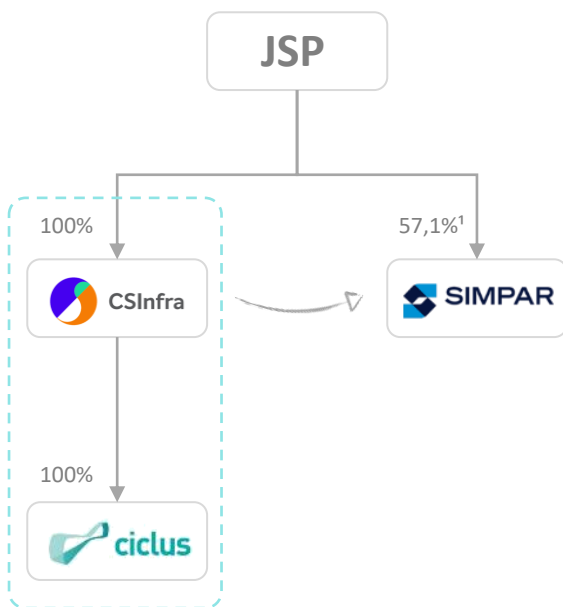 JSP
100%
57,1%¹
CSInfra
SIMPAR
100%
ciclus